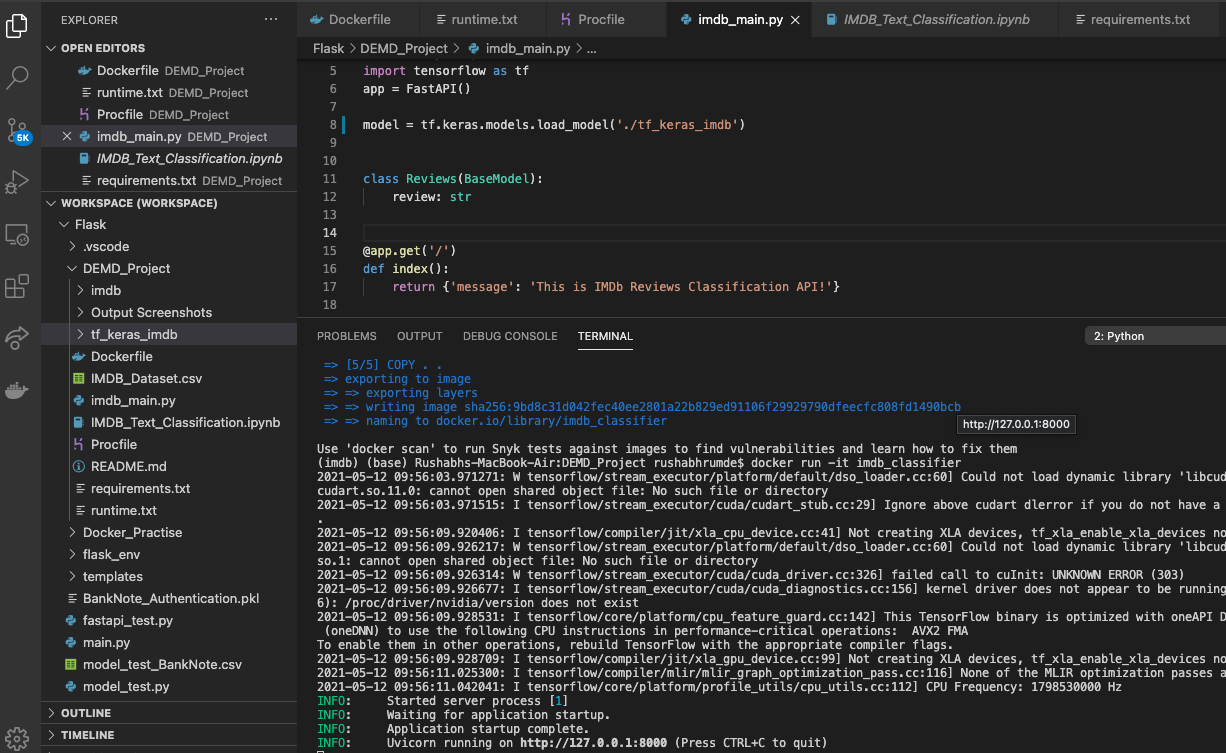 EXPLORER
OPEN EDITORS
Dockerfile DEMD_Project
runtime.txt DEMD_Project
Procfile DEMD_Project
imdb_main.py DEMD_Project
IMDB_Text_Classification.ipynb
requirements.txt DEMD_Project
WORKSPACE (WORKSPACE)
Flask
.vscode
DEMD_Project
imdb
Output Screenshots
tf_keras_imdb
Dockerfile
IMDB_Dataset.csv
imdb_main.py
IMDB_Text_Classification.ipynb
Procfile
README.md
requirements.txt
runtime.txt
Docker_Practise
flask_env
templates
BankNote_Authentication.pkl
fastapi_test.py
main.py
model_test_BankNote.csv
model_test.py
OUTLINE
TIMELINE
5K
Dockerfile runtime.txt Procfile imdb_main.py IMDB_Text_Classification.ipynb requirements.txt
Flask > DEMD_Project > imdb_main.py > ...
5 import tensorflow as tf
6 app = FastAPI()
7
8 model = tf.keras.models.load_model('./tf_keras_imdb')
9
10
11 class Reviews(BaseModel):
12 review: str
13
14
15 @app.get('/')
16 def index():
17 return {'message': 'This is IMDb Reviews Classification API!'}
18
PROBLEMS OUTPUT DEBUG CONSOLE TERMINAL 2: Python
=> [5/5] COPY . .
=> exporting to image
=> => exporting layers
=> => writing image sha256:9bd8c31d042fec40ee2801a22b829ed91106f29929790dfeecfc808fd1490bcb
=> => naming to docker.io/library/imdb_classifier
http://127.0.0.1:8000
Use 'docker scan' to run Snyk tests against images to find vulnerabilities and learn how to fix them
(imdb) (base) Rushabhs-MacBook-Air:DEMD_Project rushabhrumde$ docker run -it imdb_classifier
2021-05-12 09:56:03.971271: W tensorflow/stream_executor/platform/default/dso_loader.cc:60] Could not load dynamic library 'libcud
cudart.so.11.0: cannot open shared object file: No such file or directory
2021-05-12 09:56:03.971515: I tensorflow/stream_executor/cuda/cudart_stub.cc:29] Ignore above cudart dlerror if you do not have a
.
2021-05-12 09:56:09.920406: I tensorflow/compiler/jit/xla_cpu_device.cc:41] Not creating XLA devices, tf_xla_enable_xla_devices no
2021-05-12 09:56:09.926217: W tensorflow/stream_executor/platform/default/dso_loader.cc:60] Could not load dynamic library 'libcud
so.1: cannot open shared object file: No such file or directory
2021-05-12 09:56:09.926314: W tensorflow/stream_executor/cuda/cuda_driver.cc:326] failed call to cuInit: UNKNOWN ERROR (303)
2021-05-12 09:56:09.926677: I tensorflow/stream_executor/cuda/cuda_diagnostics.cc:156] kernel driver does not appear to be running
6): /proc/driver/nvidia/version does not exist
2021-05-12 09:56:09.928531: I tensorflow/core/platform/cpu_feature_guard.cc:142] This TensorFlow binary is optimized with oneAPI D
(oneDNN) to use the following CPU instructions in performance-critical operations: AVX2 FMA
To enable them in other operations, rebuild TensorFlow with the appropriate compiler flags.
2021-05-12 09:56:09.928709: I tensorflow/compiler/jit/xla_gpu_device.cc:99] Not creating XLA devices, tf_xla_enable_xla_devices no
2021-05-12 09:56:11.025300: I tensorflow/compiler/mlir/mlir_graph_optimization_pass.cc:116] None of the MLIR optimization passes a
2021-05-12 09:56:11.042041: I tensorflow/core/platform/profile_utils/cpu_utils.cc:112] CPU Frequency: 1798530000 Hz
INFO: Started server process [1]
INFO: Waiting for application startup.
INFO: Application startup complete.
INFO: Uvicorn running on http://127.0.0.1:8000 (Press CTRL+C to quit)